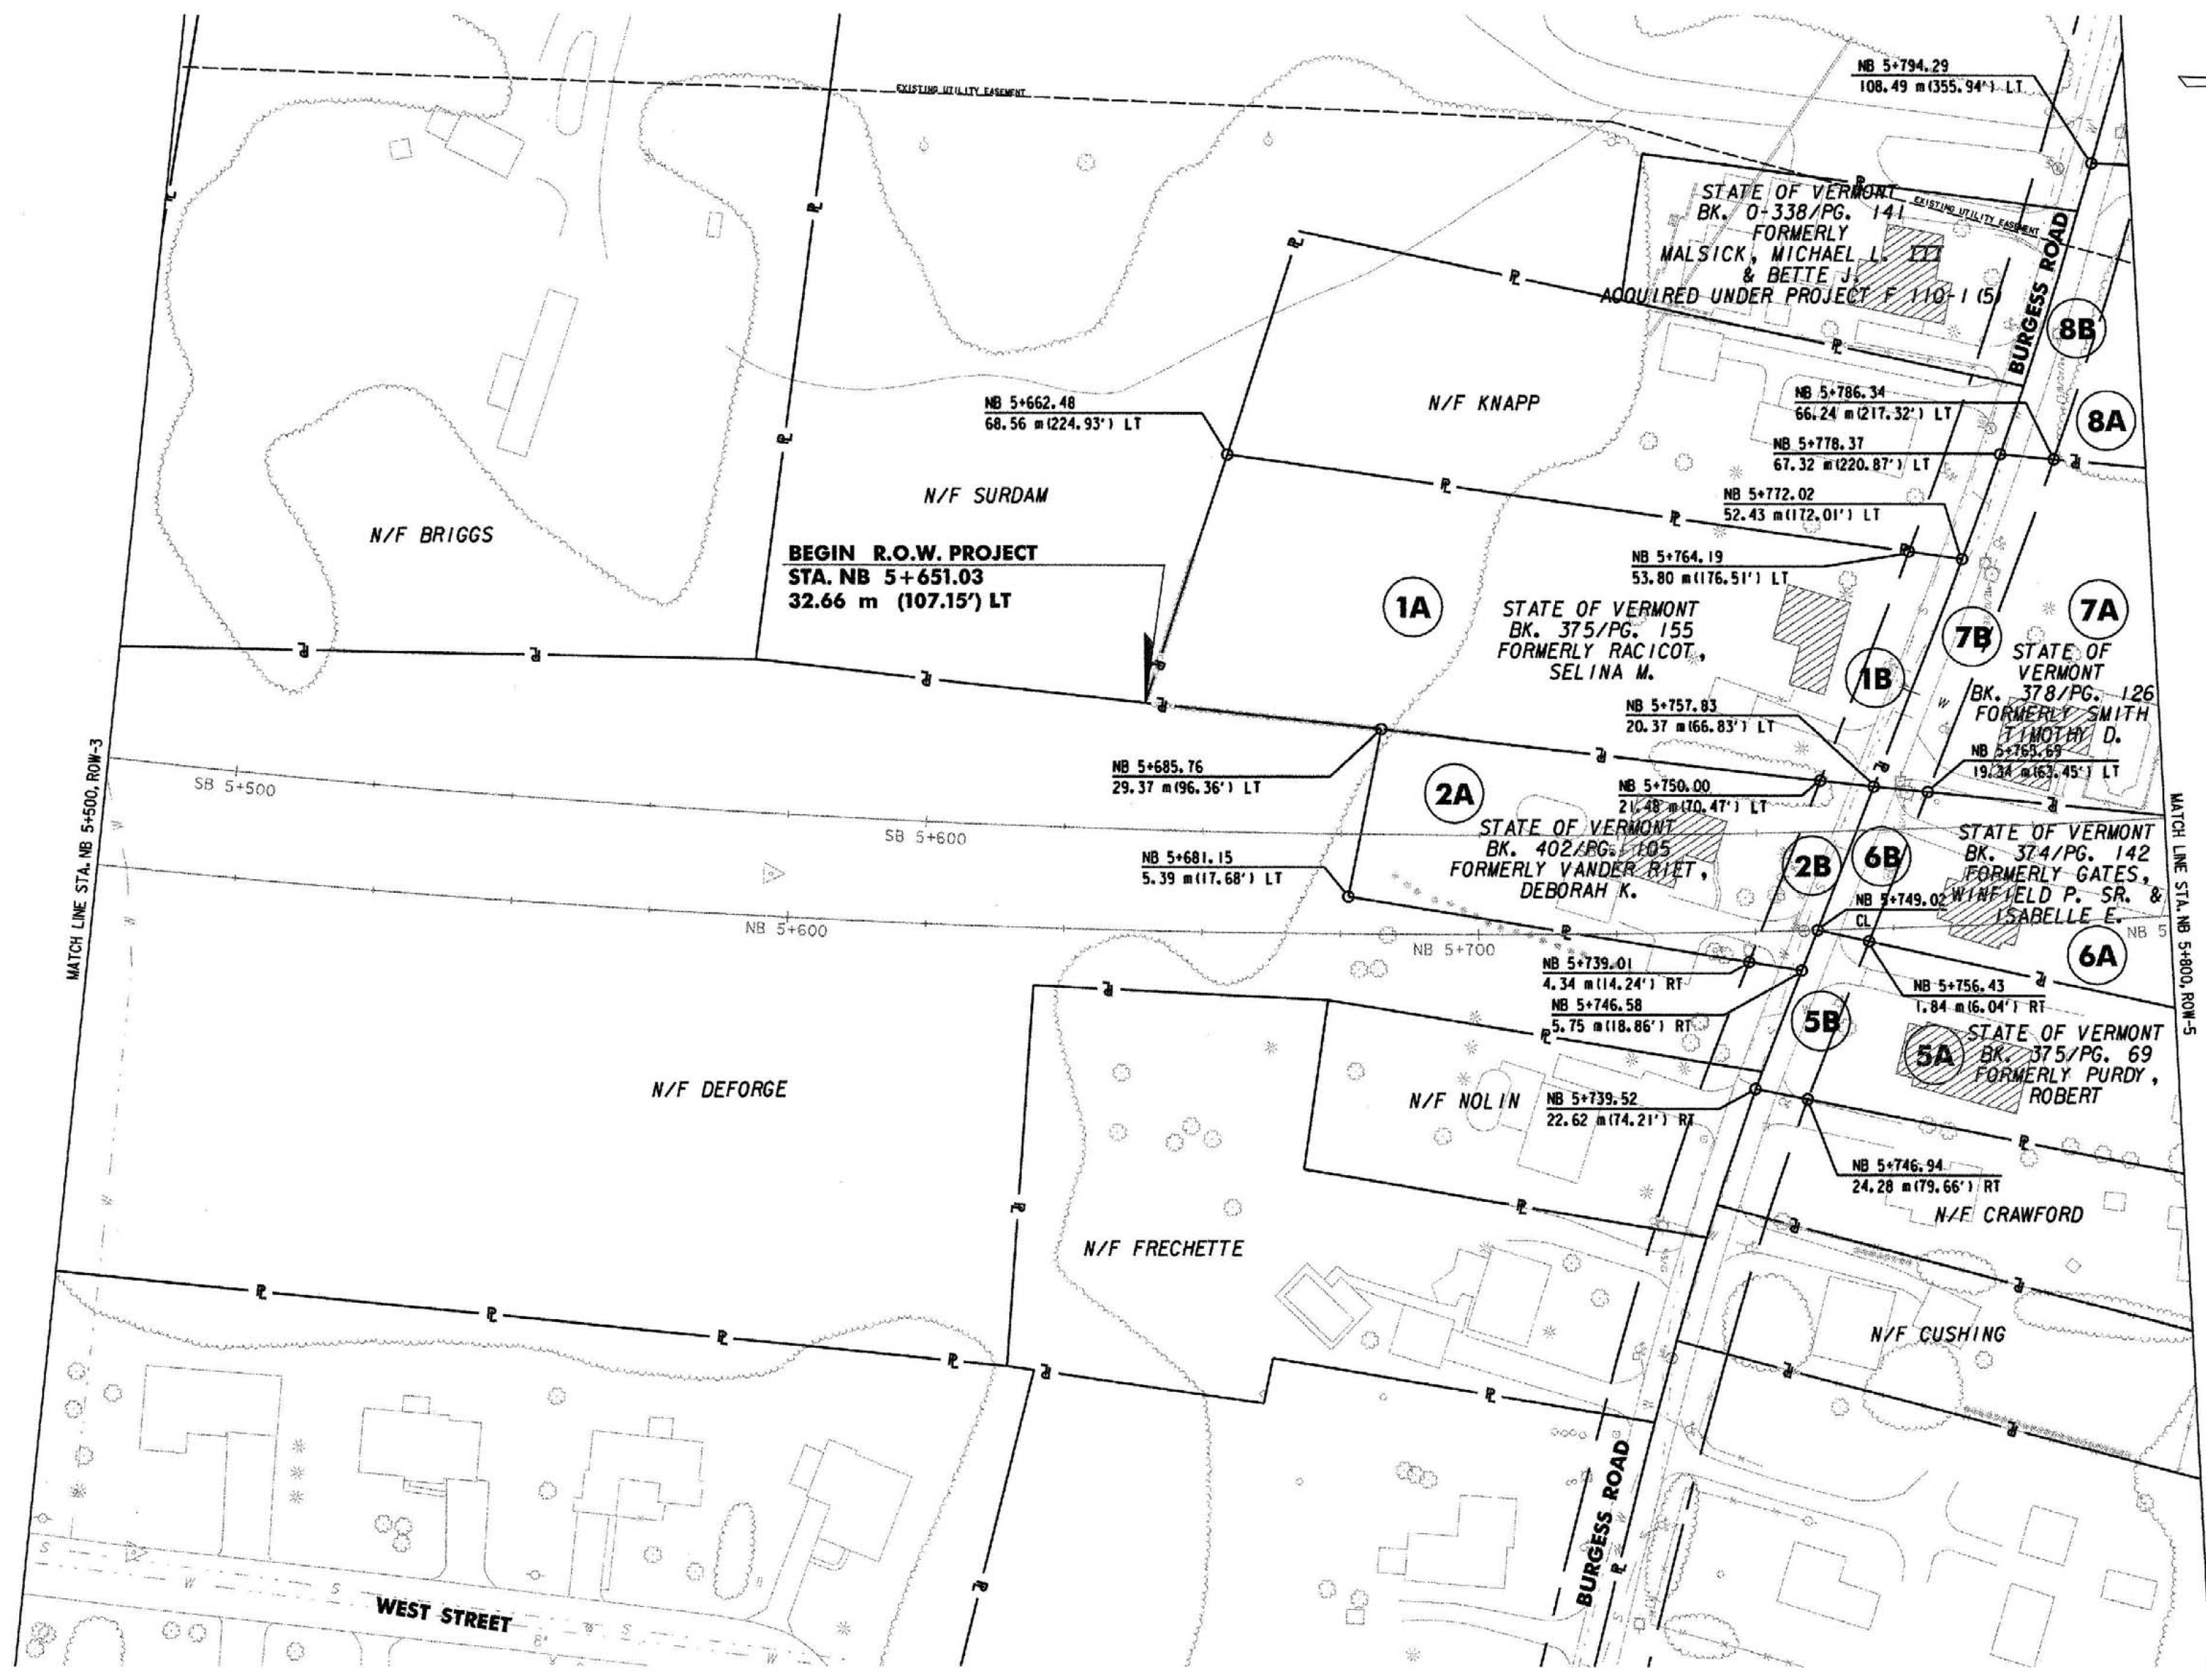 NB 5+794.29
108.49 m(355.94') LT
EXISTING UTILITY EASEMENT
STATE OF VERMONT
BK. O-338/PG. 141
FORMERLY
MALSICK, MICHAEL L. III
& BETTE J.
ACQUIRED UNDER PROJECT F 110-1(5)
EXISTING UTILITY EASEMENT
BURGESS ROAD
8B
NB 5+662.48
68.56 m(224.93') LT
N/F KNAPP
NB 5+786.34
66.24 m(217.32') LT
8A
NB 5+778.37
67.32 m(220.87') LT
N/F SURDAM
NB 5+772.02
52.43 m(172.01') LT
N/F BRIGGS
BEGIN R.O.W. PROJECT
STA. NB 5+651.03
32.66 m (107.15') LT
NB 5+764.19
53.80 m(176.51') LT
1A
STATE OF VERMONT
BK. 375/PG. 155
FORMERLY RACICOT,
SELINA M.
7A
7B
1B
STATE OF
VERMONT
BK. 378/PG. 126
FORMERLY SMITH
TIMOTHY D.
NB 5+757.83
20.37 m(66.83') LT
NB 5+765.69
19.34 m(63.45') LT
NB 5+685.76
29.37 m(96.36') LT
2A
NB 5+750.00
21.48 m(70.47') LT
MATCH LINE STA. NB 5+500, ROW-3
SB 5+500
SB 5+600
STATE OF VERMONT
BK. 402/PG. 105
FORMERLY VANDER RIET,
DEBORAH K.
2B
6B
STATE OF VERMONT
BK. 374/PG. 142
FORMERLY GATES,
WINFIELD P. SR. &
ISABELLE E.
MATCH LINE STA. NB 5+800, ROW-5
NB 5+681.15
5.39 m(17.68') LT
NB 5+749.02
CL
NB 5+600
NB 5+700
NB 5
6A
NB 5+739.01
4.34 m(14.24') RT
NB 5+756.43
1.84 m(6.04') RT
NB 5+746.58
5.75 m(18.86') RT
5B
5A
STATE OF VERMONT
BK. 375/PG. 69
FORMERLY PURDY,
ROBERT
N/F DEFORGE
N/F NOLIN
NB 5+739.52
22.62 m(74.21') RT
NB 5+746.94
24.28 m(79.66') RT
N/F CRAWFORD
N/F FRECHETTE
N/F CUSHING
BURGESS ROAD
WEST STREET